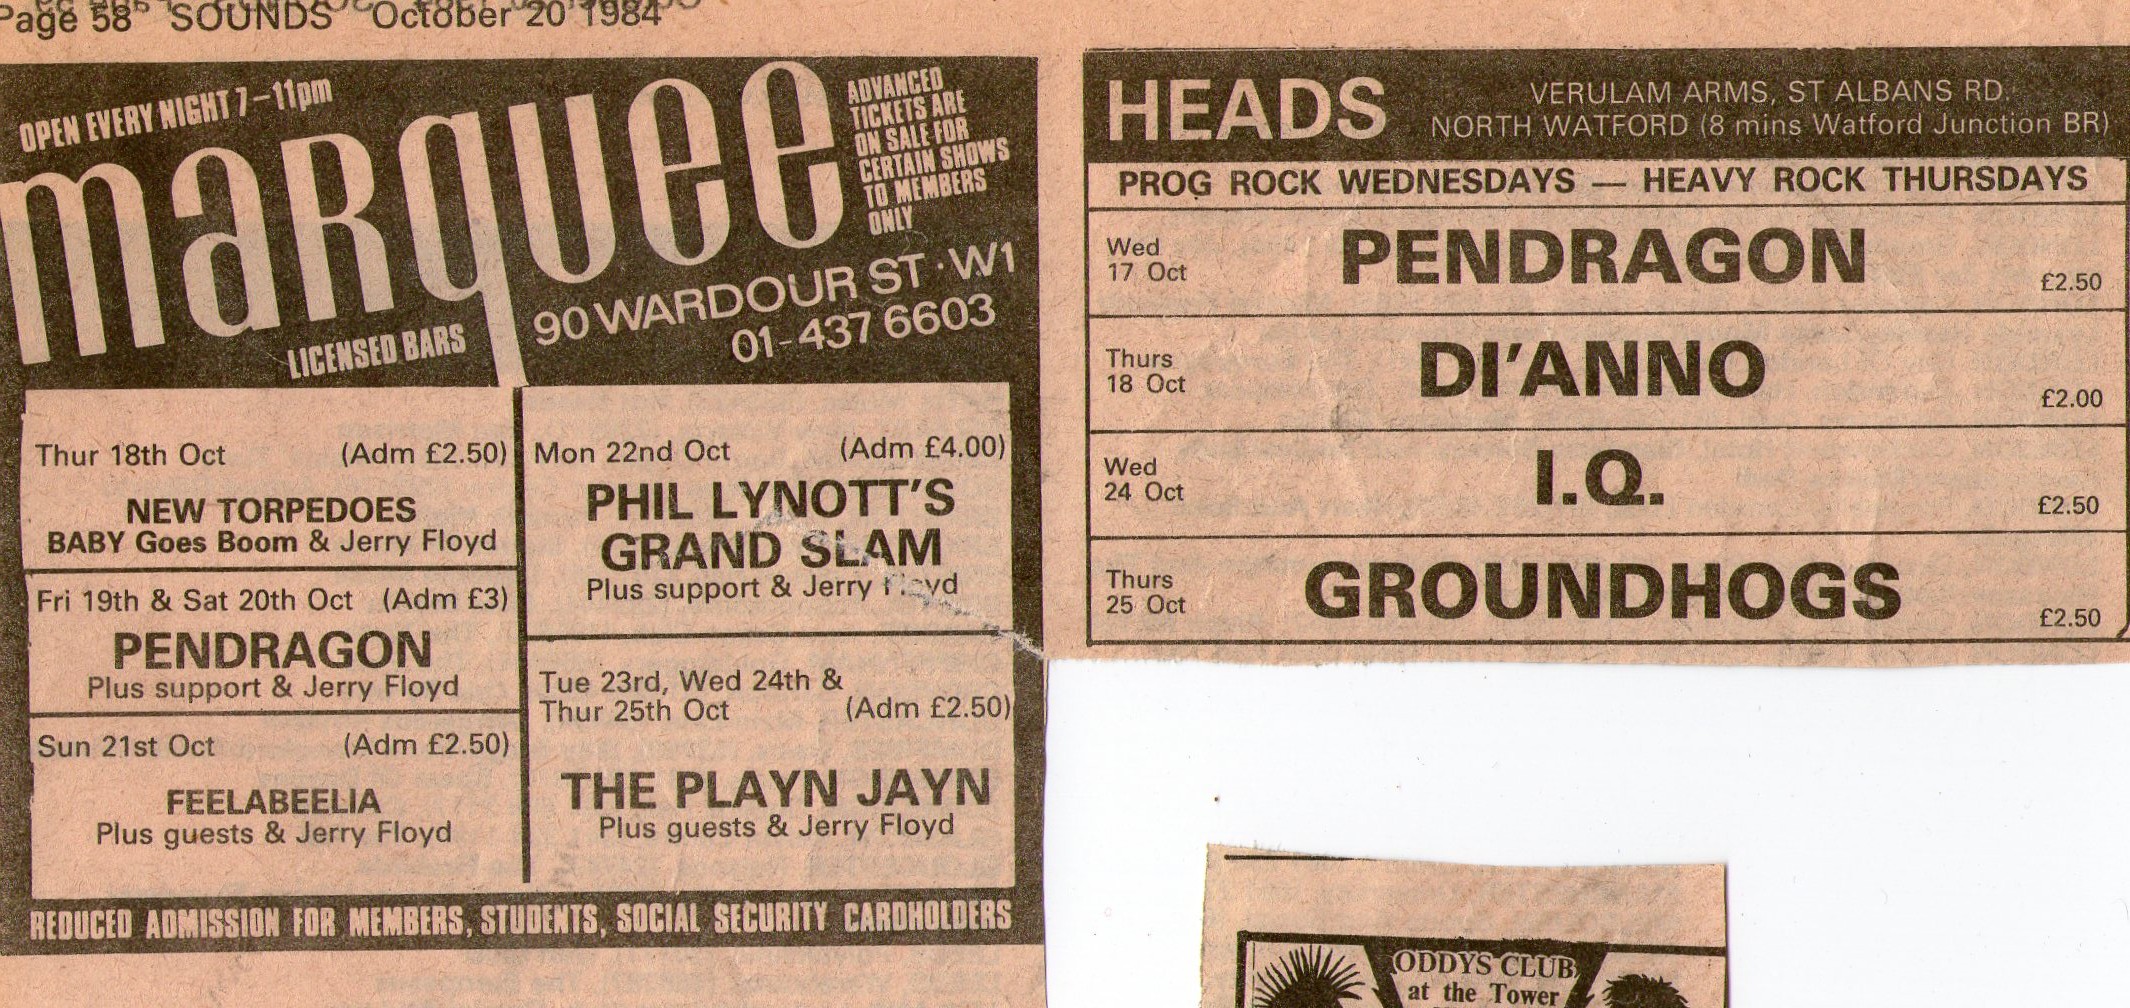 Page 58 SOUNDS October 20 1984
OPEN EVERY NIGHT 7-11pm
marquee
ADVANCED
TICKETS ARE
ON SALE FOR
CERTAIN SHOWS
TO MEMBERS
ONLY
90 WARDOUR ST · W1
01-437 6603
LICENSED BARS
Thur 18th Oct (Adm £2.50)
NEW TORPEDOES
BABY Goes Boom & Jerry Floyd
Fri 19th & Sat 20th Oct (Adm £3)
PENDRAGON
Plus support & Jerry Floyd
Sun 21st Oct (Adm £2.50)
FEELABEELIA
Plus guests & Jerry Floyd
Mon 22nd Oct (Adm £4.00)
PHIL LYNOTT'S
GRAND SLAM
Plus support & Jerry Floyd
Tue 23rd, Wed 24th &
Thur 25th Oct (Adm £2.50)
THE PLAYN JAYN
Plus guests & Jerry Floyd
REDUCED ADMISSION FOR MEMBERS, STUDENTS, SOCIAL SECURITY CARDHOLDERS
HEADS
VERULAM ARMS, ST ALBANS RD.
NORTH WATFORD (8 mins Watford Junction BR)
PROG ROCK WEDNESDAYS — HEAVY ROCK THURSDAYS
Wed
17 Oct
PENDRAGON
£2.50
Thurs
18 Oct
DI'ANNO
£2.00
Wed
24 Oct
I.Q.
£2.50
Thurs
25 Oct
GROUNDHOGS
£2.50
ODDYS CLUB
at the Tower